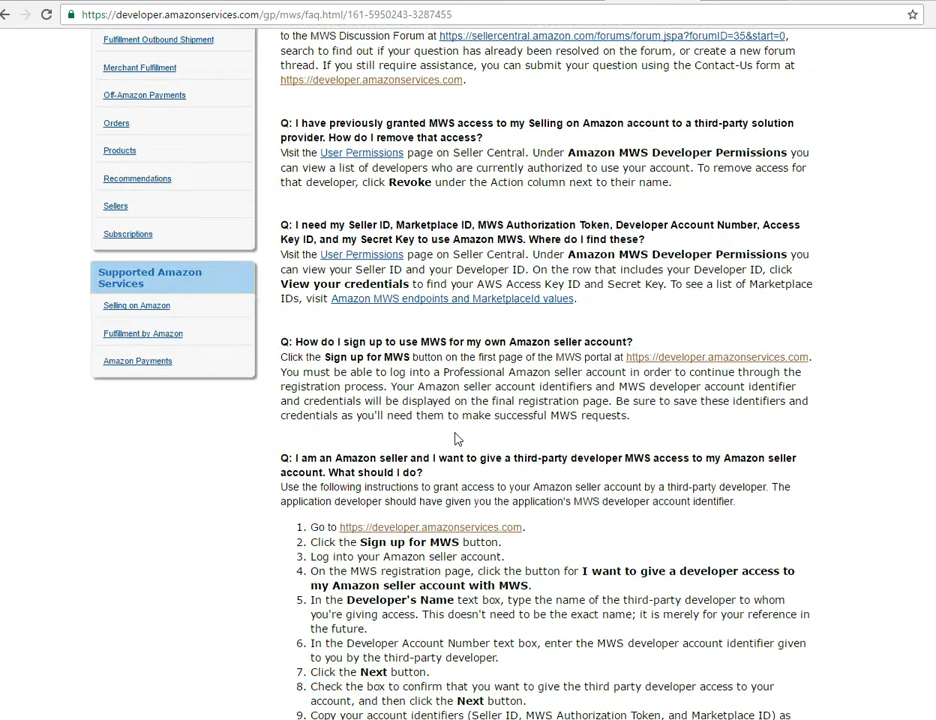 https://developer.amazonservices.com/gp/mws/faq.html/161-5950243-3287455
Fulfillment Outbound Shipment
Merchant Fulfillment
Off-Amazon Payments
Orders
Products
Recommendations
Sellers
Subscriptions
Supported Amazon
Services
Selling on Amazon
Fulfillment by Amazon
Amazon Payments
to the MWS Discussion Forum at https://sellercentral.amazon.com/forums/forum.jspa?forumID=35&start=0,
search to find out if your question has already been resolved on the forum, or create a new forum
thread. If you still require assistance, you can submit your question using the Contact-Us form at
https://developer.amazonservices.com.
Q: I have previously granted MWS access to my Selling on Amazon account to a third-party solution
provider. How do I remove that access?
Visit the User Permissions page on Seller Central. Under Amazon MWS Developer Permissions you
can view a list of developers who are currently authorized to use your account. To remove access for
that developer, click Revoke under the Action column next to their name.
Q: I need my Seller ID, Marketplace ID, MWS Authorization Token, Developer Account Number, Access
Key ID, and my Secret Key to use Amazon MWS. Where do I find these?
Visit the User Permissions page on Seller Central. Under Amazon MWS Developer Permissions you
can view your Seller ID and your Developer ID. On the row that includes your Developer ID, click
View your credentials to find your AWS Access Key ID and Secret Key. To see a list of Marketplace
IDs, visit Amazon MWS endpoints and MarketplaceId values.
Q: How do I sign up to use MWS for my own Amazon seller account?
Click the Sign up for MWS button on the first page of the MWS portal at https://developer.amazonservices.com.
You must be able to log into a Professional Amazon seller account in order to continue through the
registration process. Your Amazon seller account identifiers and MWS developer account identifier
and credentials will be displayed on the final registration page. Be sure to save these identifiers and
credentials as you'll need them to make successful MWS requests.
Q: I am an Amazon seller and I want to give a third-party developer MWS access to my Amazon seller
account. What should I do?
Use the following instructions to grant access to your Amazon seller account by a third-party developer. The
application developer should have given you the application's MWS developer account identifier.
1. Go to https://developer.amazonservices.com.
2. Click the Sign up for MWS button.
3. Log into your Amazon seller account.
4. On the MWS registration page, click the button for I want to give a developer access to
my Amazon seller account with MWS.
5. In the Developer's Name text box, type the name of the third-party developer to whom
you're giving access. This doesn't need to be the exact name; it is merely for your reference in
the future.
6. In the Developer Account Number text box, enter the MWS developer account identifier given
to you by the third-party developer.
7. Click the Next button.
8. Check the box to confirm that you want to give the third party developer access to your
account, and then click the Next button.
9. Copy your account identifiers (Seller ID, MWS Authorization Token, and Marketplace ID) as